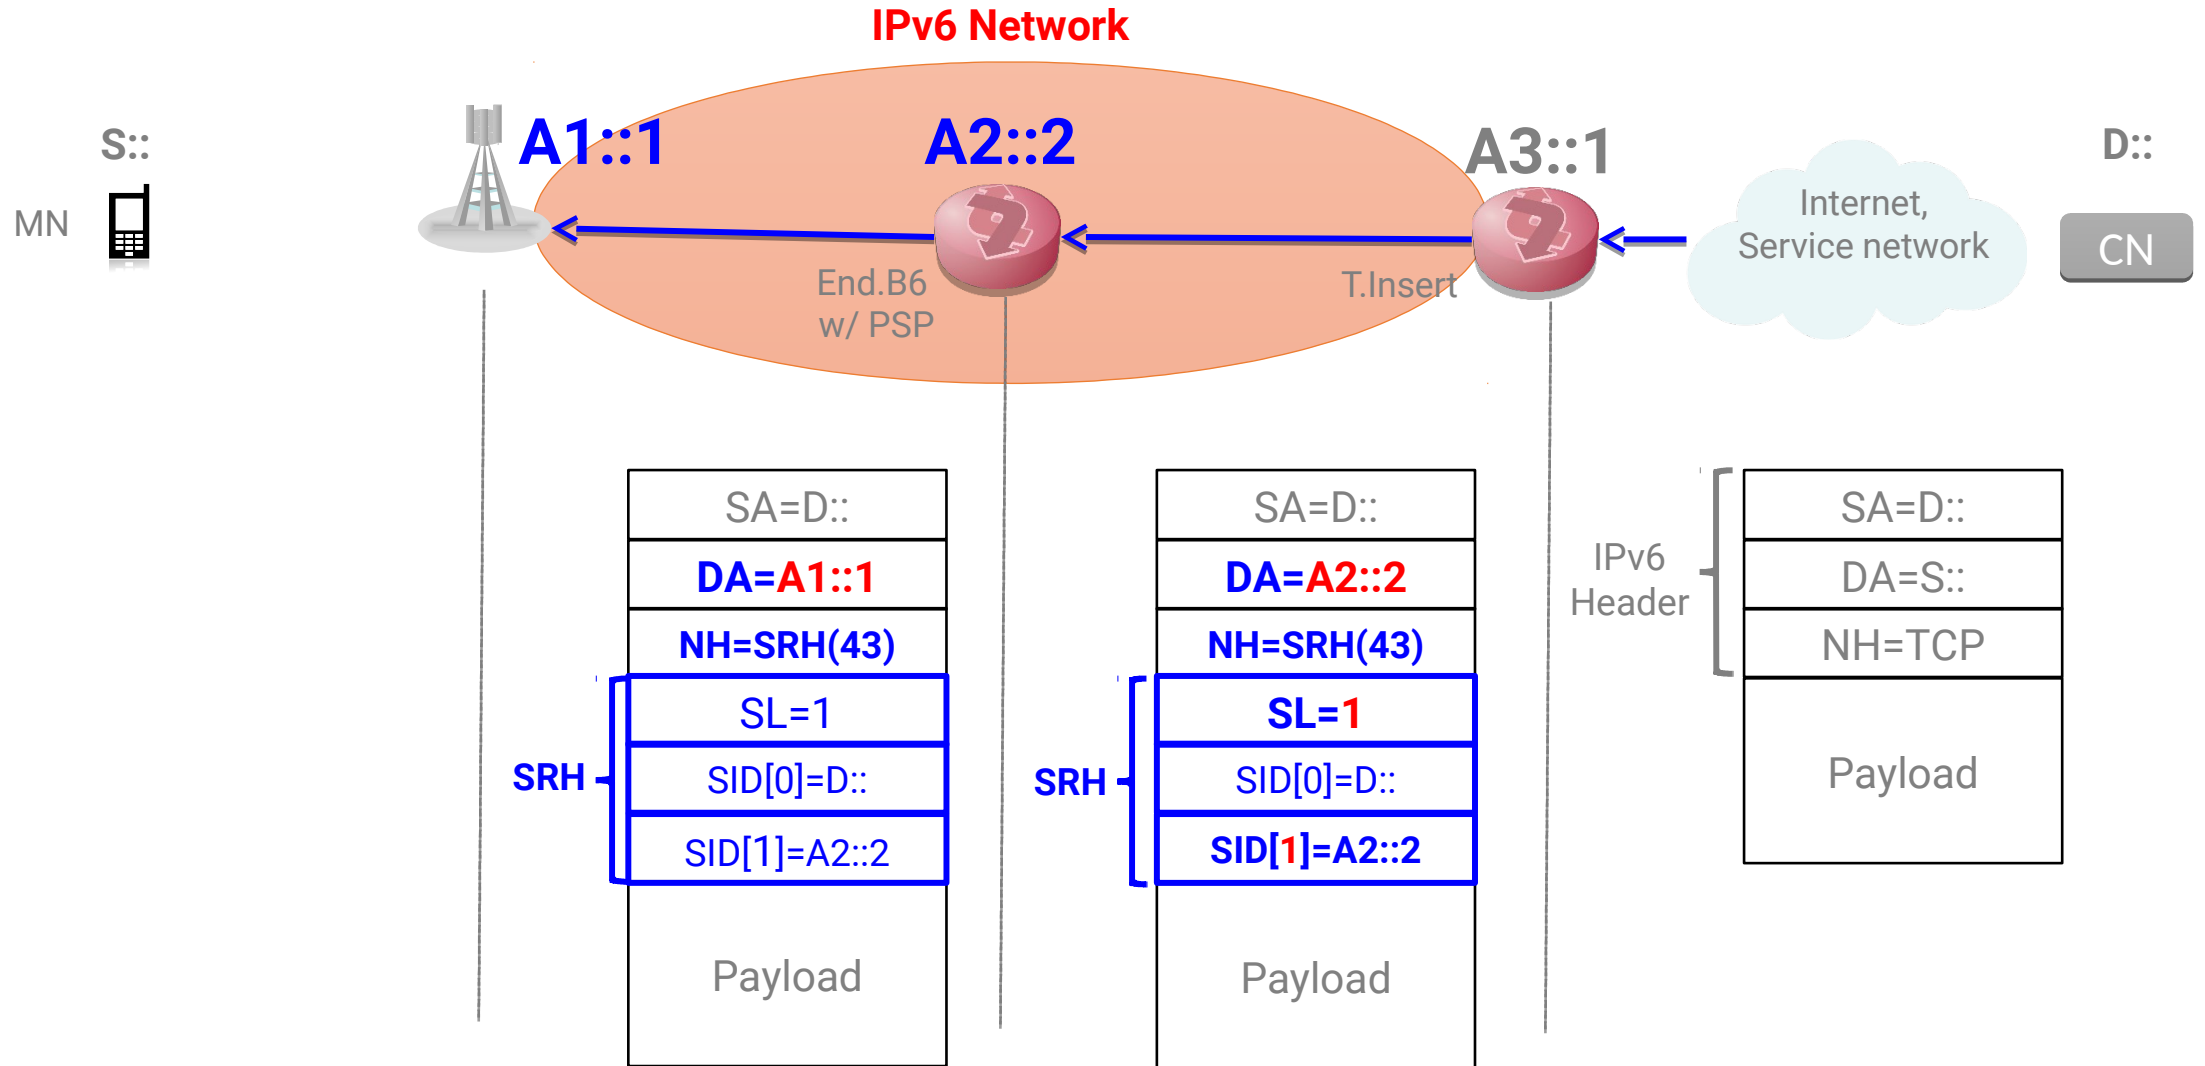 IPv6 Network
S::
A1::1
A2::2
A3::1
D::
MN
Internet,
Service network
CN
End.B6
w/ PSP
T.Insert
SA=D::
DA=A1::1
NH=SRH(43)
SRH
SL=1
SID[0]=D::
SID[1]=A2::2
Payload
SA=D::
DA=A2::2
NH=SRH(43)
SRH
SL=1
SID[0]=D::
SID[1]=A2::2
Payload
IPv6
Header
SA=D::
DA=S::
NH=TCP
Payload